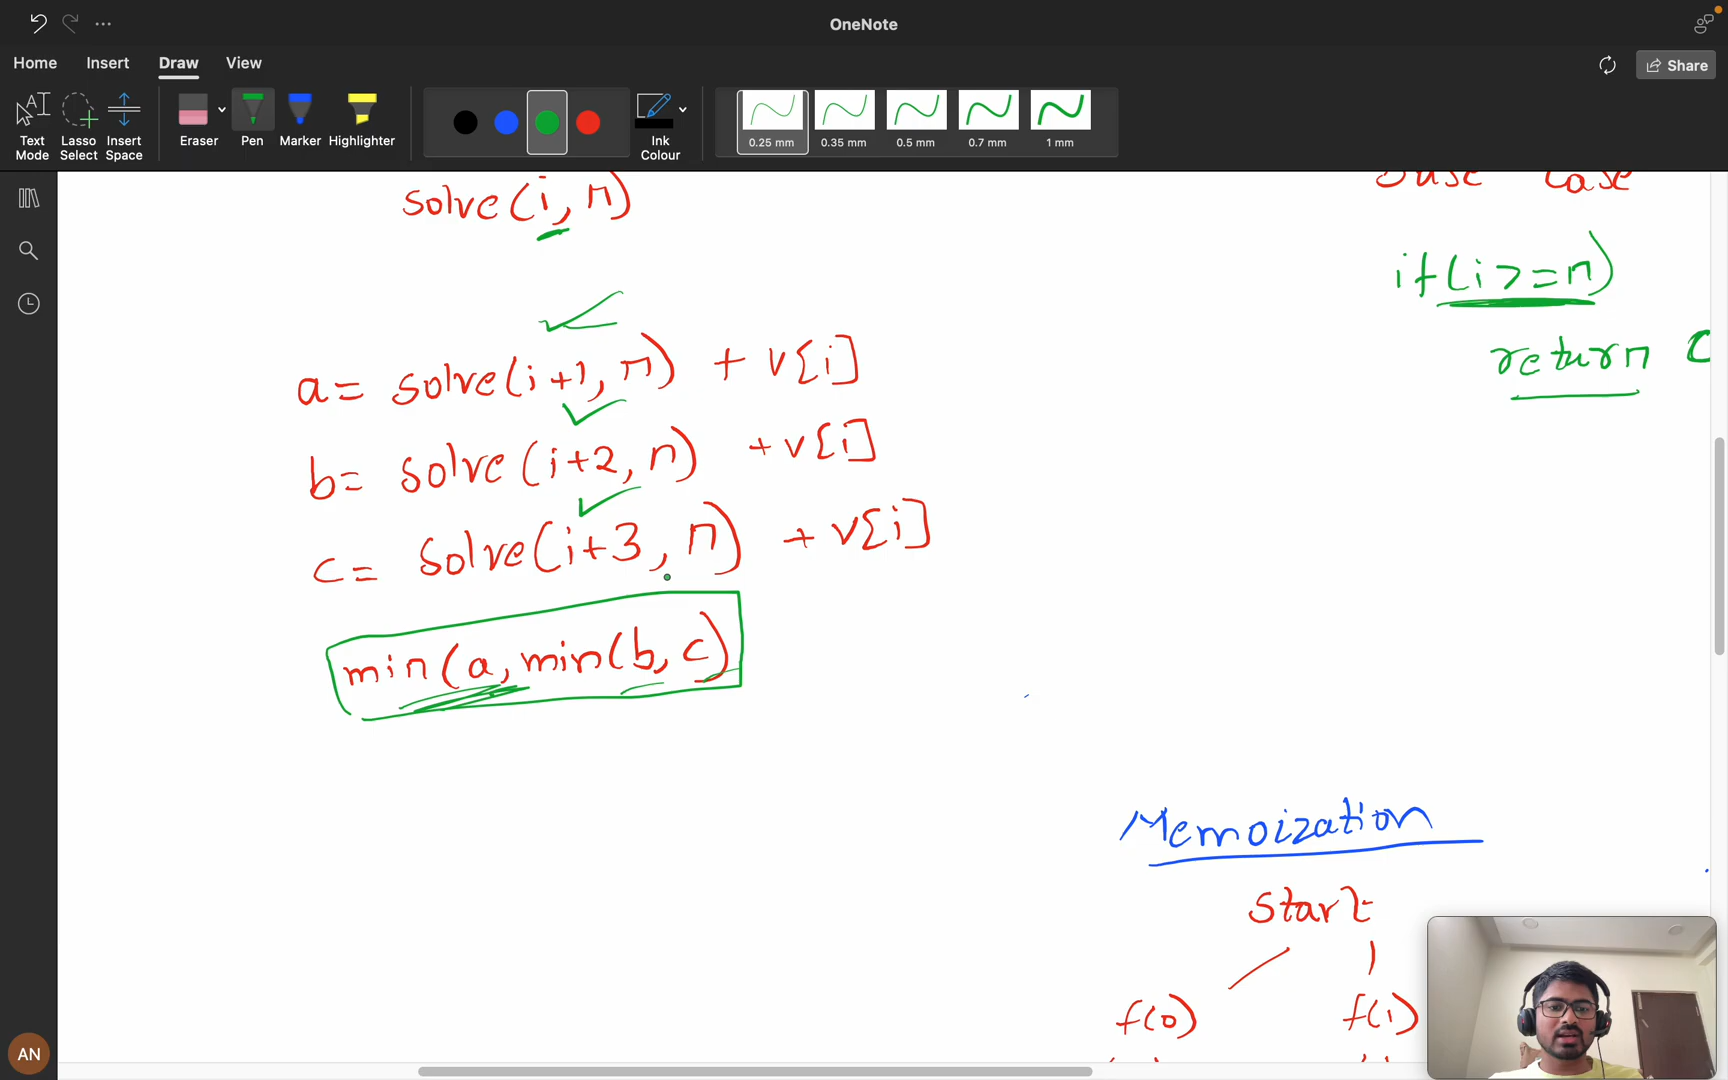 OneNote
Home Insert Draw View
Share
Text Mode
Lasso Select
Insert Space
Eraser
Pen
Marker
Highlighter
Ink Colour
0.25 mm
0.35 mm
0.5 mm
0.7 mm
1 mm
solve(i, n)
Base Case
if(i>=n)
return
a= solve(i+1, n) + v[i]
b= solve(i+2, n) +v[i]
c= solve(i+3, n) +v[i]
min(a, min(b, c)
Memoization
start
f(0) f(1)
AN